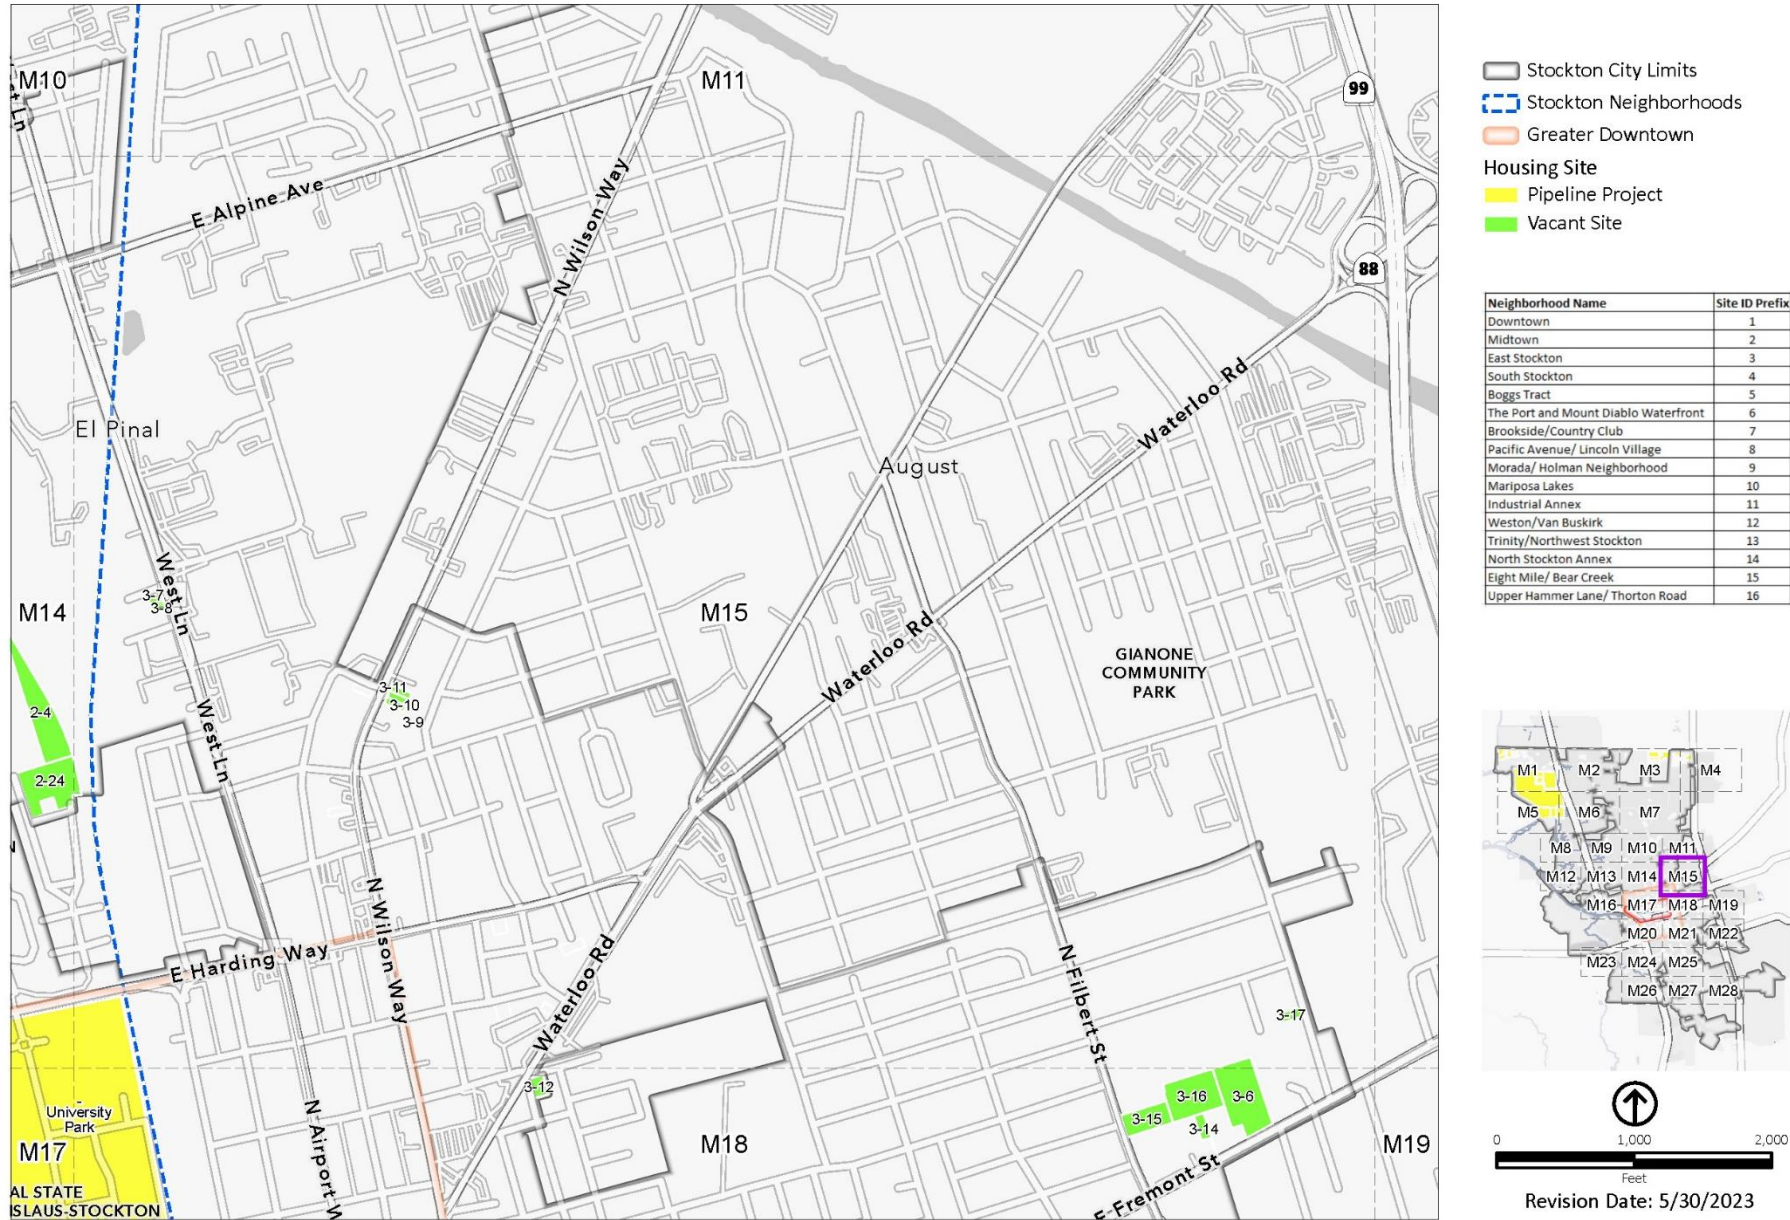 M10
M11
99
st Ln
E Alpine Ave
N Wilson Way
88
Waterloo Rd
El Pinal
August
West Ln
3-7
3-8
M14
M15
Waterloo Rd
GIANONE
COMMUNITY
PARK
3-11
3-10
3-9
2-4
West Ln
2-24
N Wilson Way
E Harding Way
Waterloo Rd
N Filbert St
3-17
3-12
3-16
3-6
3-15
3-14
University
Park
N Airport W
M17
M18
M19
E Fremont St
AL STATE
ISLAUS-STOCKTON
Stockton City Limits
Stockton Neighborhoods
Greater Downtown
Housing Site
Pipeline Project
Vacant Site
Neighborhood Name Site ID Prefix
Downtown 1
Midtown 2
East Stockton 3
South Stockton 4
Boggs Tract 5
The Port and Mount Diablo Waterfront 6
Brookside/Country Club 7
Pacific Avenue/ Lincoln Village 8
Morada/ Holman Neighborhood 9
Mariposa Lakes 10
Industrial Annex 11
Weston/Van Buskirk 12
Trinity/Northwest Stockton 13
North Stockton Annex 14
Eight Mile/ Bear Creek 15
Upper Hammer Lane/ Thorton Road 16
M1 M2 M3 M4
M5 M6 M7
M8 M9 M10 M11
M12 M13 M14 M15
M16 M17 M18 M19
M20 M21 M22
M23 M24 M25
M26 M27 M28
0 1,000 2,000
Feet
Revision Date: 5/30/2023